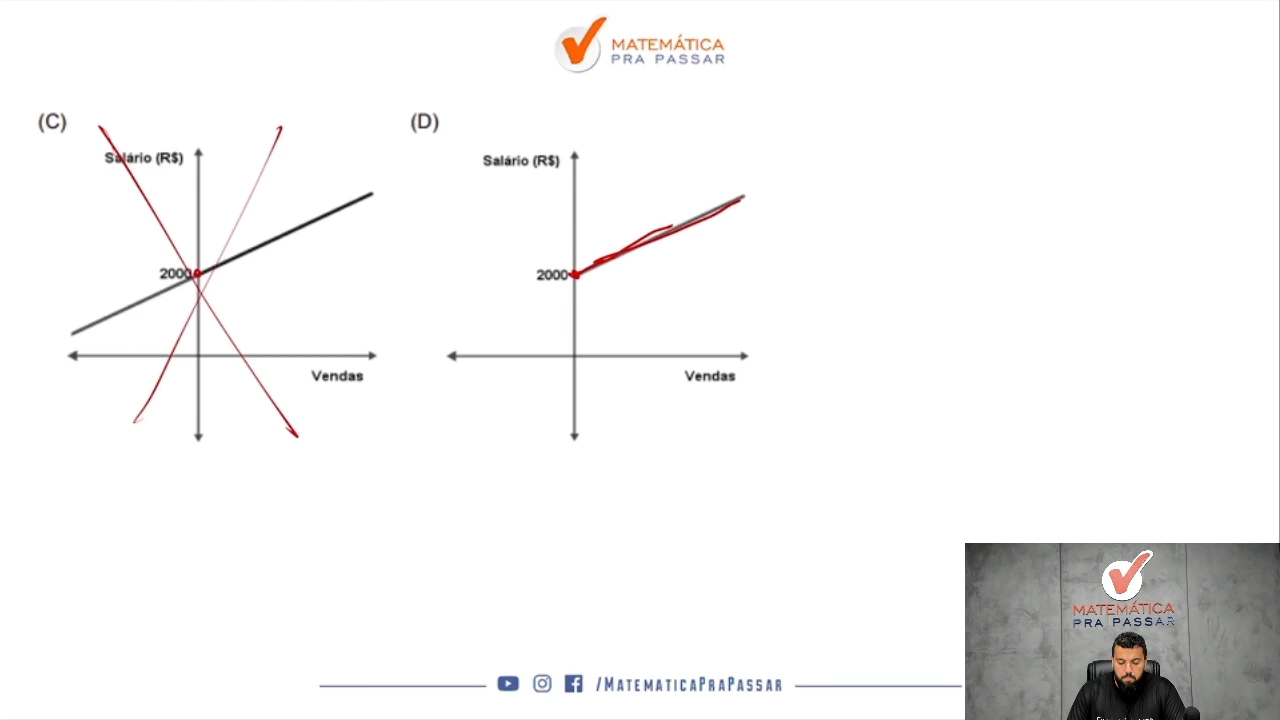 MATEMÁTICA
PRA PASSAR
(C)
Salário (R$)
2000
Vendas
(D)
Salário (R$)
2000
Vendas
MATEMÁTICA
PRA PASSAR
/MATEMATICAPRAPASSAR